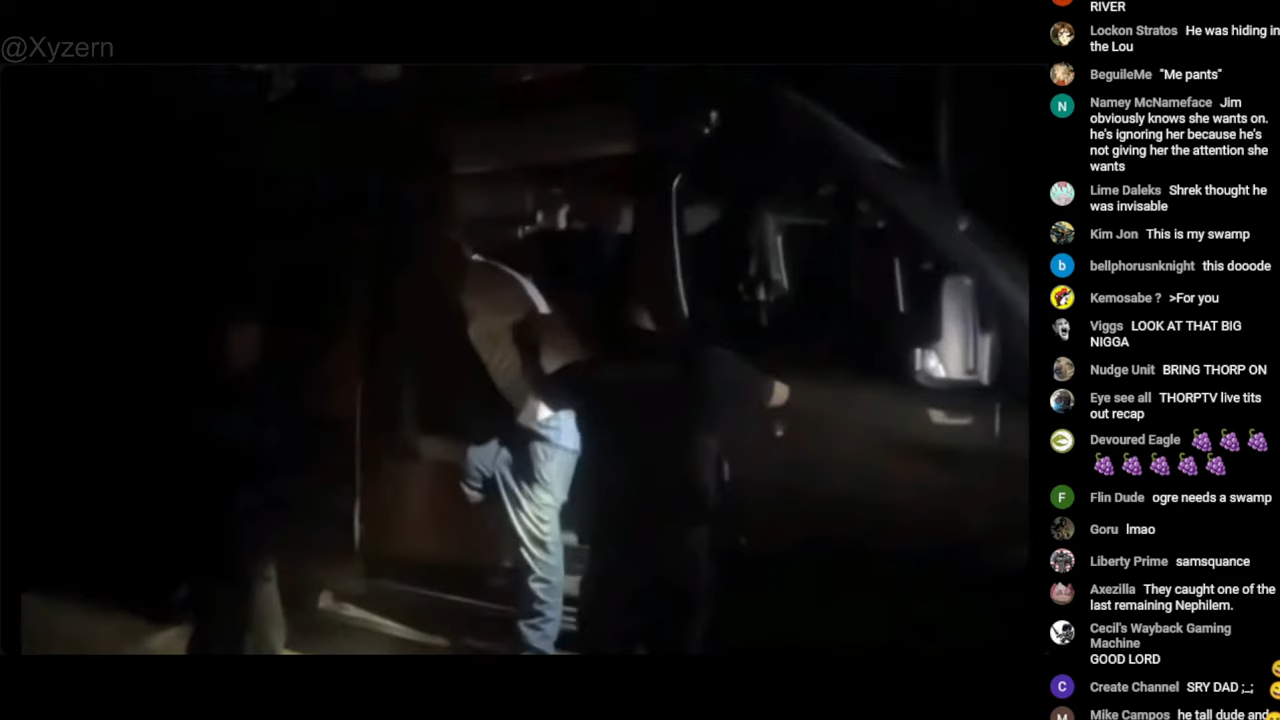 @Xyzern
RIVER
Lockon Stratos He was hiding in
the Lou
BeguileMe "Me pants"
N
Namey McNameface Jim
obviously knows she wants on.
he's ignoring her because he's
not giving her the attention she
wants
Lime Daleks Shrek thought he
was invisable
Kim Jon This is my swamp
b
bellphorusnknight this dooode
Kemosabe ? >For you
Viggs LOOK AT THAT BIG
NIGGA
Nudge Unit BRING THORP ON
Eye see all THORPTV live tits
out recap
Devoured Eagle 🍇 🍇 🍇
🍇 🍇 🍇 🍇 🍇
F
Flin Dude ogre needs a swamp
Goru lmao
Liberty Prime samsquance
Axezilla They caught one of the
last remaining Nephilem.
Cecil's Wayback Gaming
Machine
GOOD LORD
C
Create Channel SRY DAD ;_;
M
Mike Campos he tall dude and